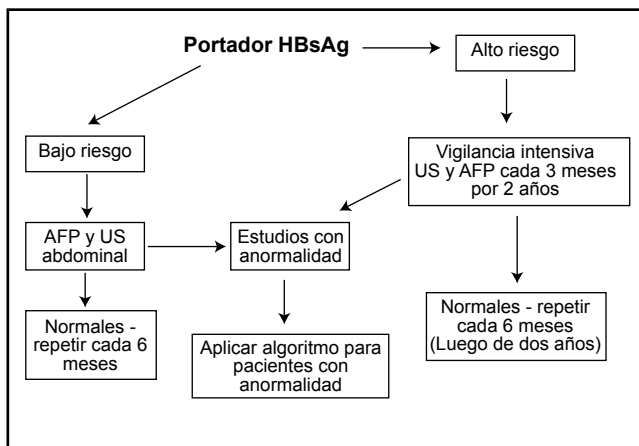 Portador HBsAg
Alto riesgo
Bajo riesgo
Vigilancia intensiva
US y AFP cada 3 meses
por 2 años
AFP y US
abdominal
Estudios con
anormalidad
Normales -
repetir cada 6
meses
Aplicar algoritmo para
pacientes con
anormalidad
Normales - repetir
cada 6 meses
(Luego de dos años)